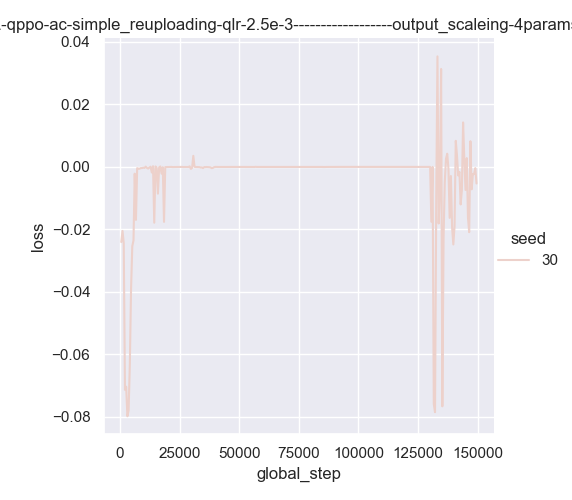 -qppo-ac-simple_reuploading-qlr-2.5e-3------------------output_scaleing-4params
0.04
0.02
0.00
−0.02
−0.04
−0.06
−0.08
loss
0 25000 50000 75000 100000 125000 150000
global_step
seed
30